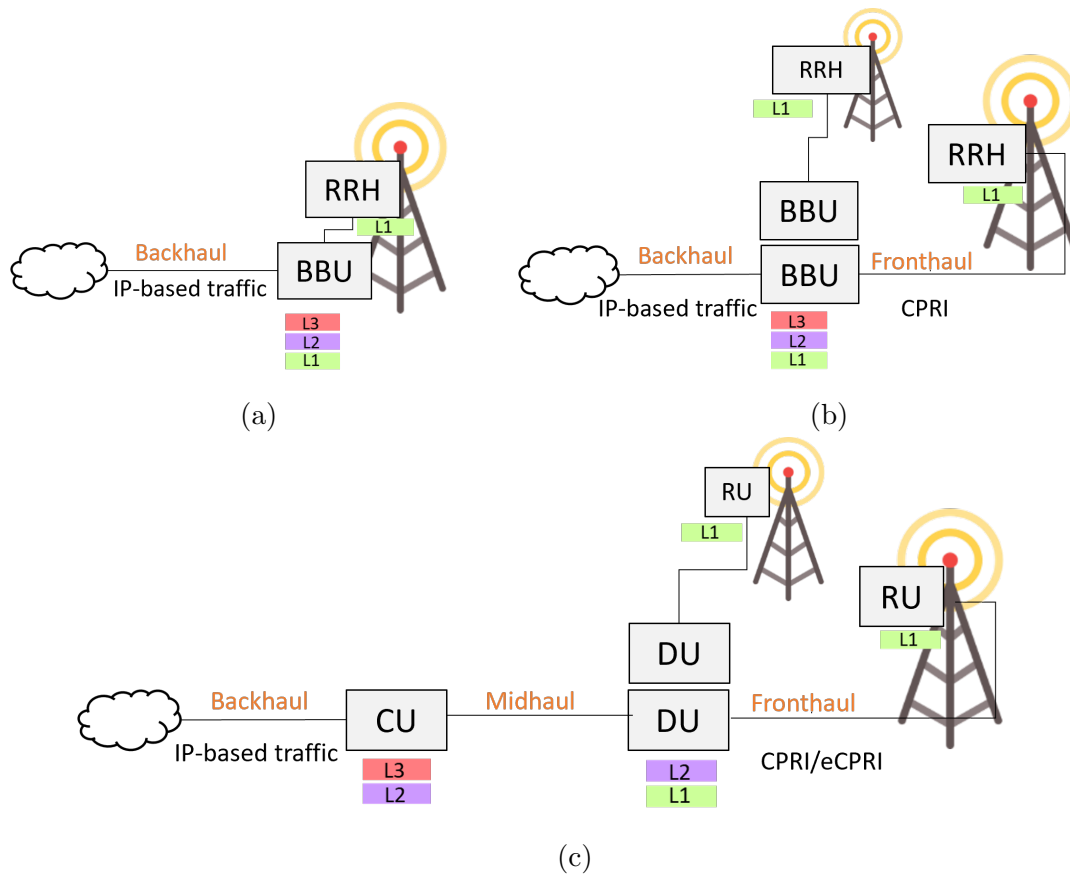 RRH
L1
Backhaul
BBU
IP-based traffic
L3
L2
L1
(a)
RRH
L1
RRH
L1
BBU
Backhaul
BBU
Fronthaul
IP-based traffic
CPRI
L3
L2
L1
(b)
RU
L1
RU
L1
DU
Backhaul
CU
Midhaul
DU
Fronthaul
IP-based traffic
CPRI/eCPRI
L3
L2
L2
L1
(c)